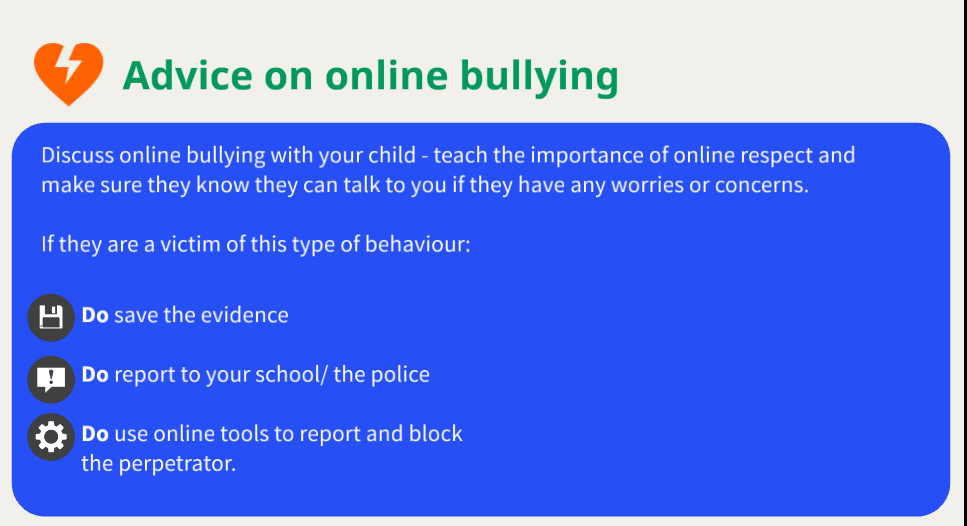 Advice on online bullying
Discuss online bullying with your child - teach the importance of online respect and
make sure they know they can talk to you if they have any worries or concerns.
If they are a victim of this type of behaviour:
Do save the evidence
Do report to your school/ the police
Do use online tools to report and block
the perpetrator.